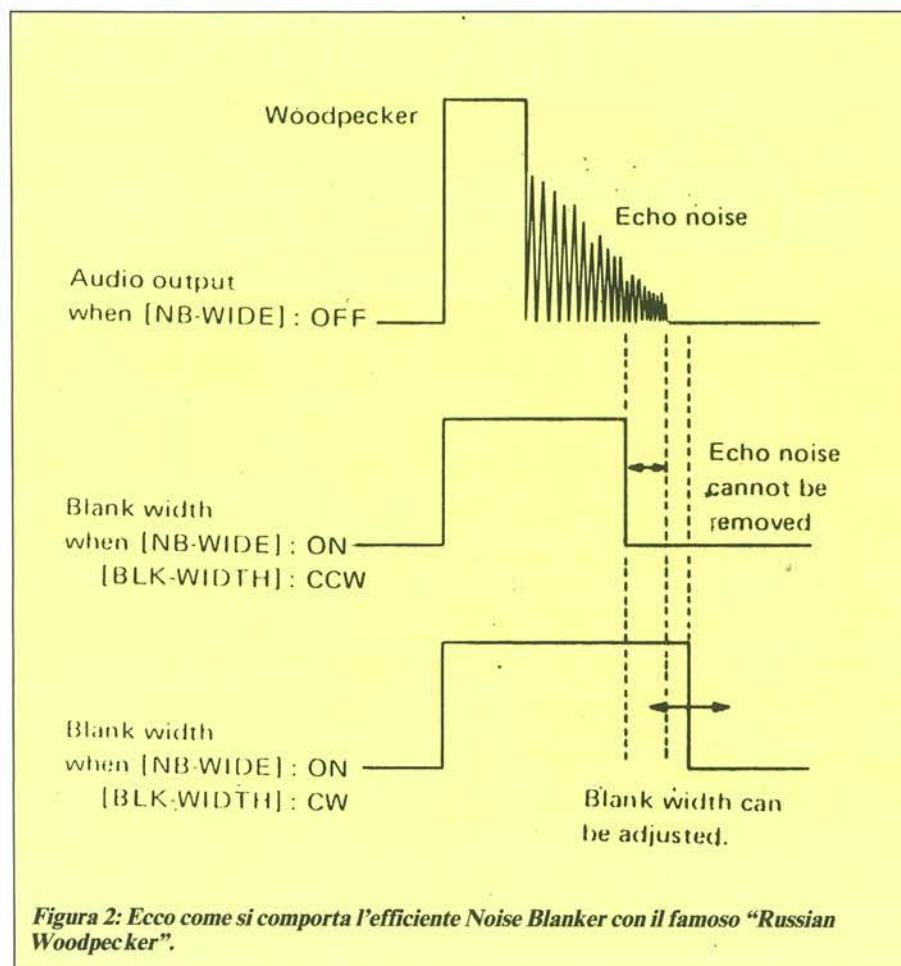 Woodpecker
Echo noise
Audio output
when [NB-WIDE] : OFF
Echo noise
cannot be
removed
Blank width
when [NB-WIDE] : ON
[BLK-WIDTH] : CCW
Blank width
when [NB-WIDE] : ON
[BLK-WIDTH] : CW
Blank width can
be adjusted.
Figura 2: Ecco come si comporta l'efficiente Noise Blanker con il famoso “Russian
Woodpecker”.